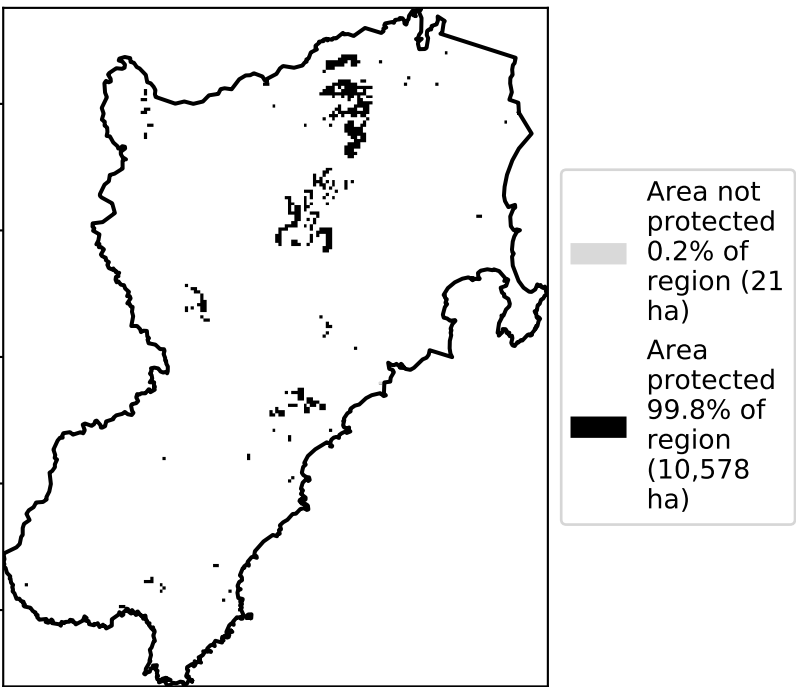 Area not
protected
0.2% of
region (21
ha)
Area
protected
99.8% of
region
(10,578
ha)